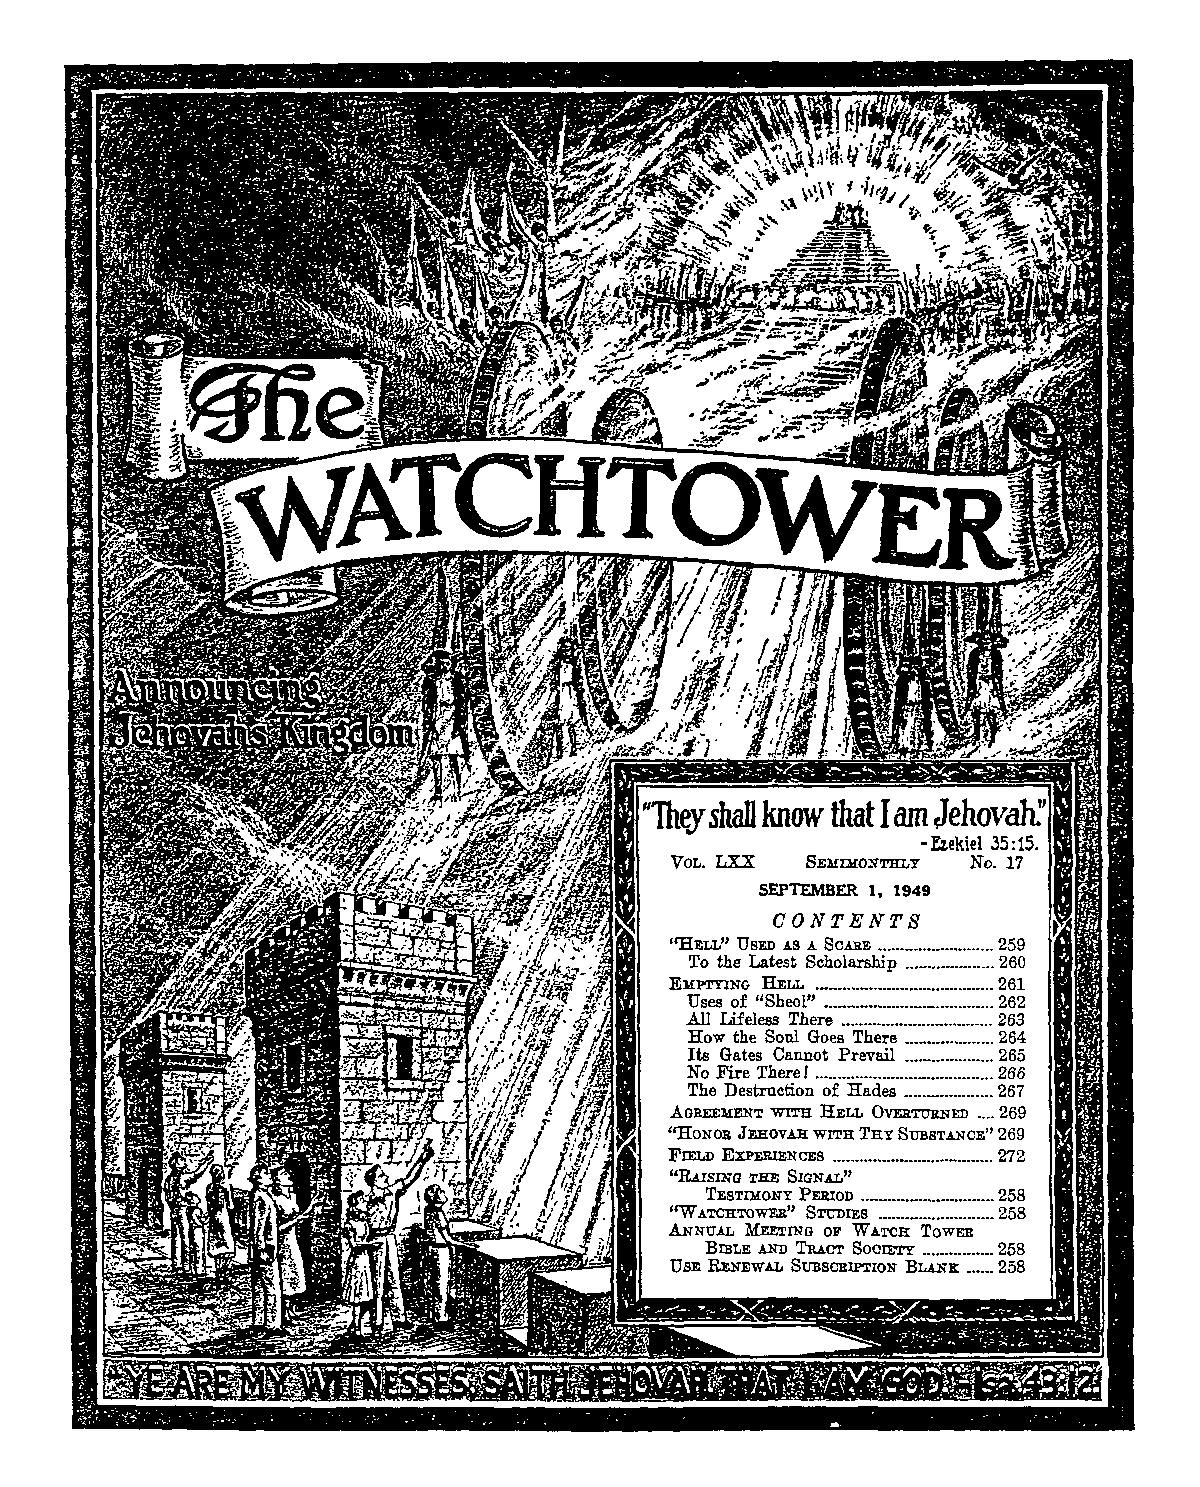 The
WATCHTOWER
Announcing
Jehovah's Kingdom
"They shall know that I am Jehovah."
-Ezekiel 35:15.
VOL. LXX SEMIMONTHLY No. 17
SEPTEMBER 1, 1949
CONTENTS
"HELL" USED AS A SCARE ........................ 259
To the Latest Scholarship ................... 260
EMPTYING HELL ....................................... 261
Uses of "Sheol" .................................... 262
All Lifeless There ................................ 263
How the Soul Goes There .................... 264
Its Gates Cannot Prevail ................... 265
No Fire There! ...................................... 266
The Destruction of Hades ................... 267
AGREEMENT WITH HELL OVERTURNED .... 269
"HONOR JEHOVAH WITH THY SUBSTANCE" 269
FIELD EXPERIENCES .................................. 272
"RAISING THE SIGNAL"
TESTIMONY PERIOD ............................. 258
"WATCHTOWER" STUDIES ......................... 258
ANNUAL MEETING OF WATCH TOWER
BIBLE AND TRACT SOCIETY ................ 258
USE RENEWAL SUBSCRIPTION BLANK ...... 258
"YE ARE MY WITNESSES, SAITH JEHOVAH, THAT I AM GOD."-Isa. 43:12.